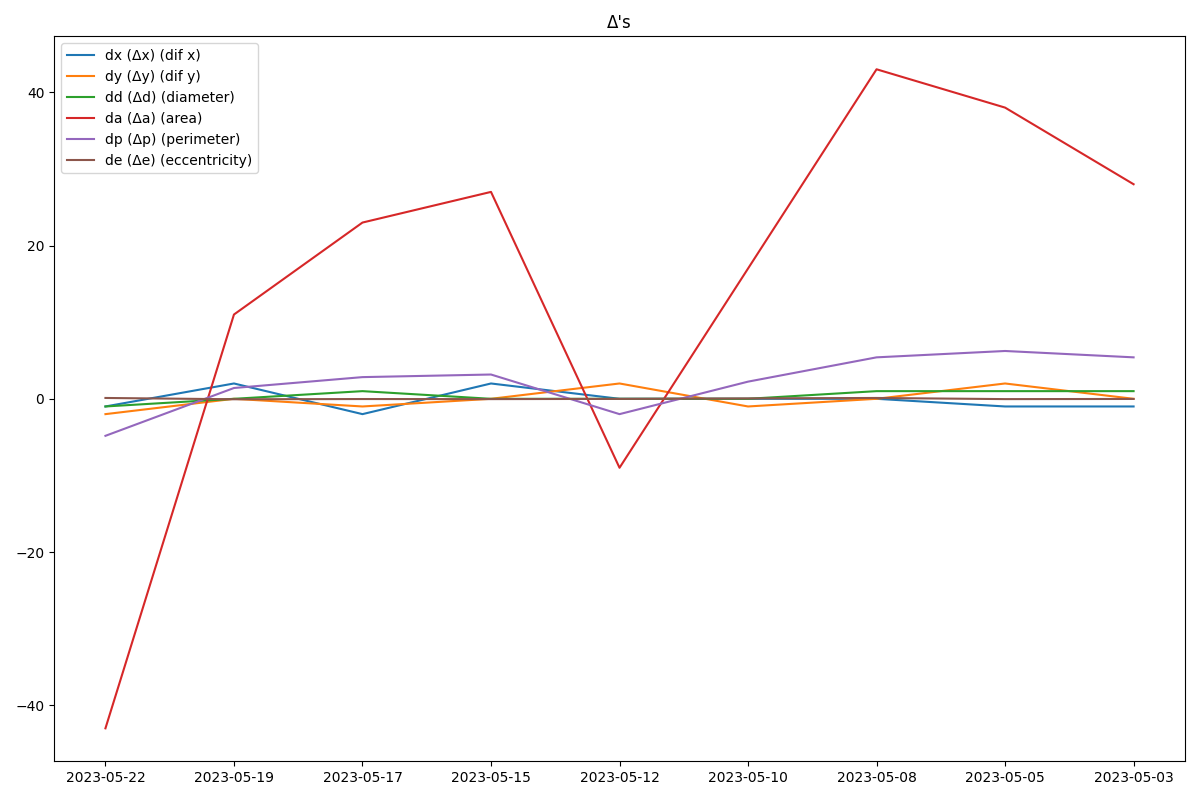 Δ's
dx (Δx) (dif x)
dy (Δy) (dif y)
dd (Δd) (diameter)
da (Δa) (area)
dp (Δp) (perimeter)
de (Δe) (eccentricity)
40
20
0
−20
−40
2023-05-22 2023-05-19 2023-05-17 2023-05-15 2023-05-12 2023-05-10 2023-05-08 2023-05-05 2023-05-03